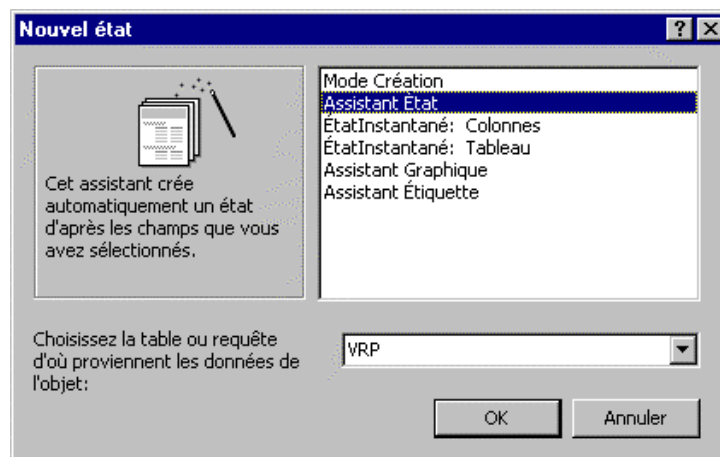 Nouvel état
Mode Création
Assistant État
ÉtatInstantané: Colonnes
ÉtatInstantané: Tableau
Assistant Graphique
Assistant Étiquette
Cet assistant crée
automatiquement un état
d'après les champs que vous
avez sélectionnés.
Choisissez la table ou requête
d'où proviennent les données de
l'objet:
VRP
OK
Annuler